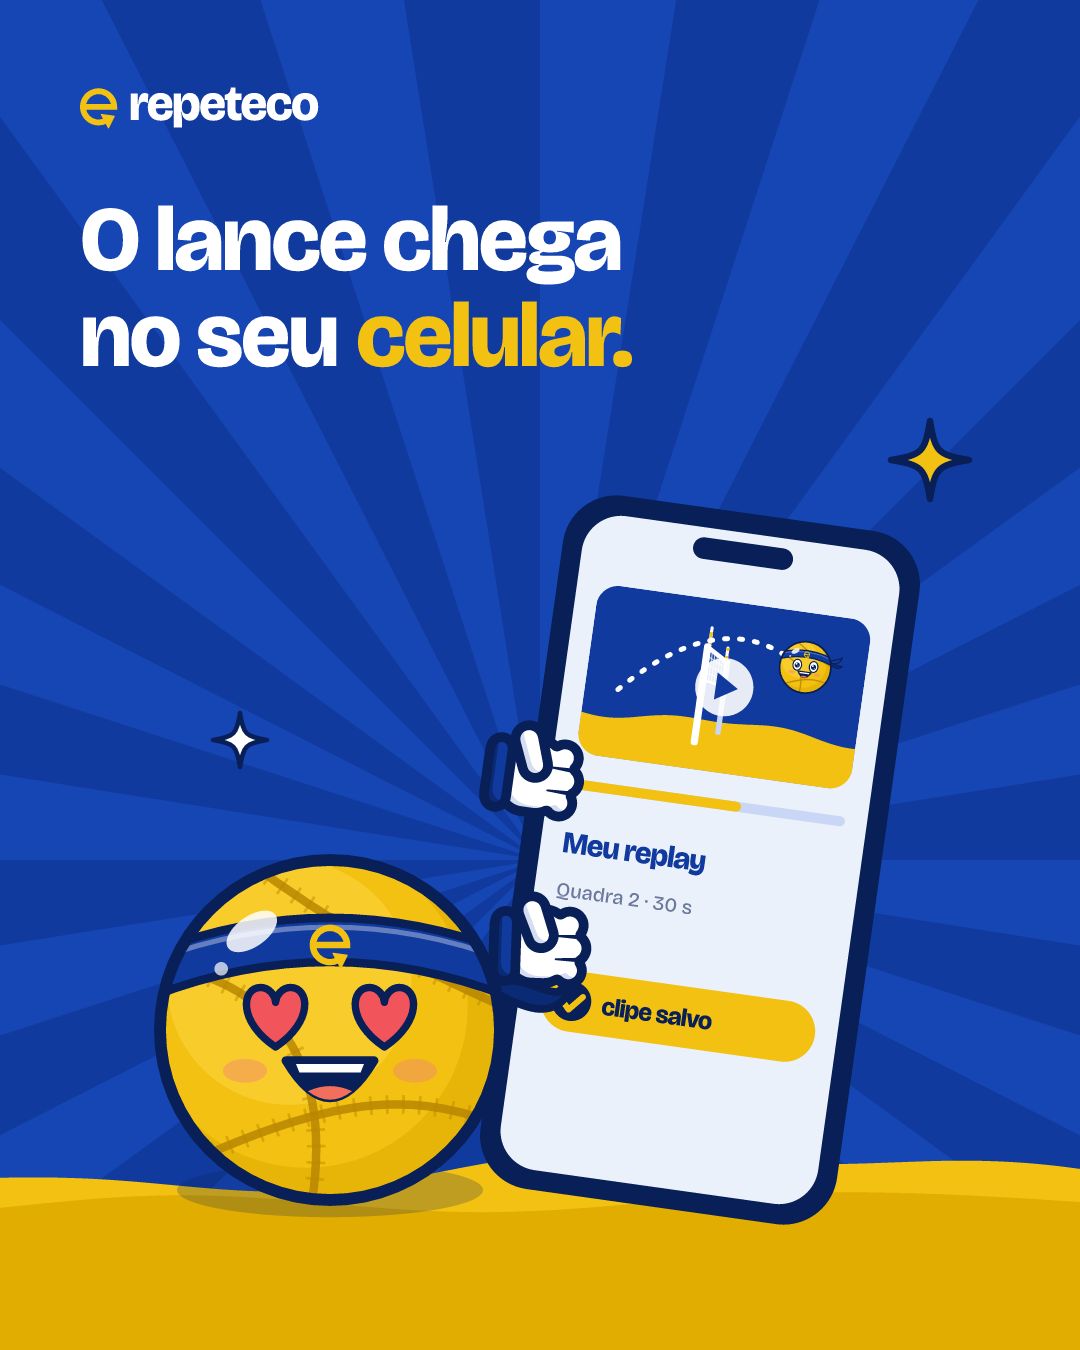 repeteco
O lance chega
no seu celular.
Meu replay
Quadra 2 · 30 s
clipe salvo